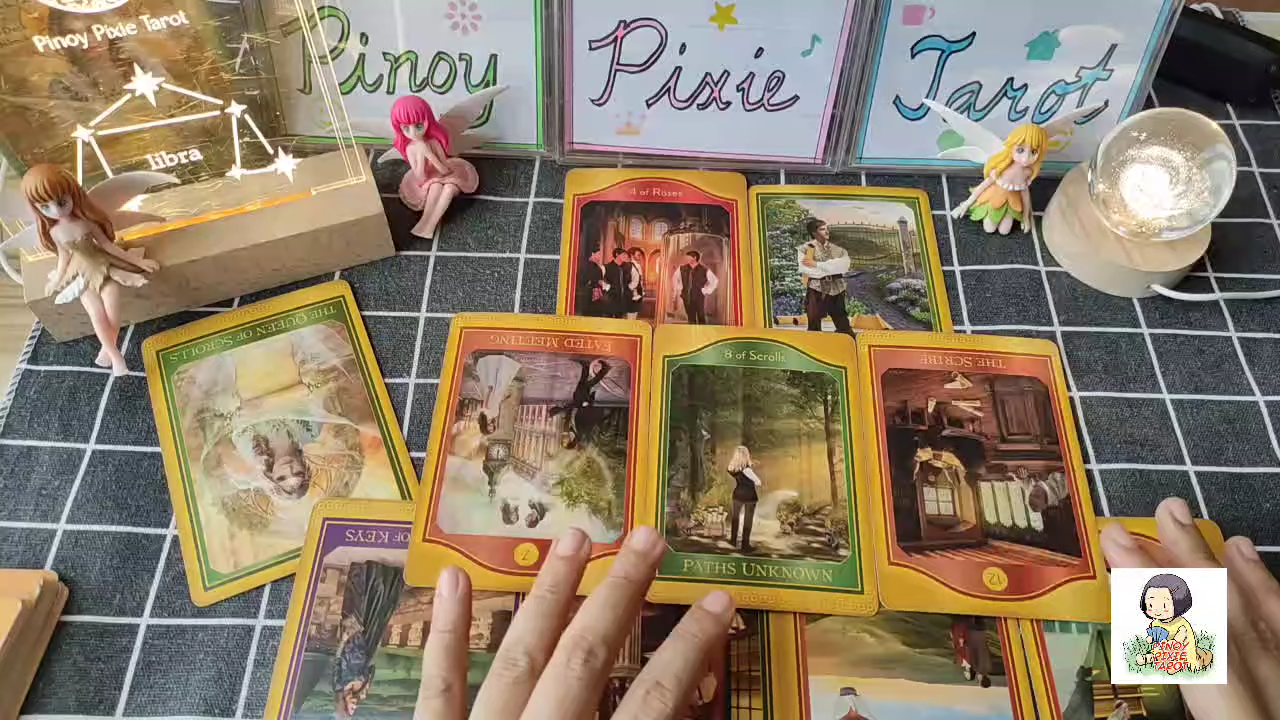 Pinoy Pixie Tarot
libra
Pinoy
Pixie
Tarot
4 of Roses
THE QUEEN OF SCROLLS
FATED MEETING
7
8 of Scrolls
PATHS UNKNOWN
THE SCRIBE
12
OF KEYS
PINOY
PIXIE
TAROT